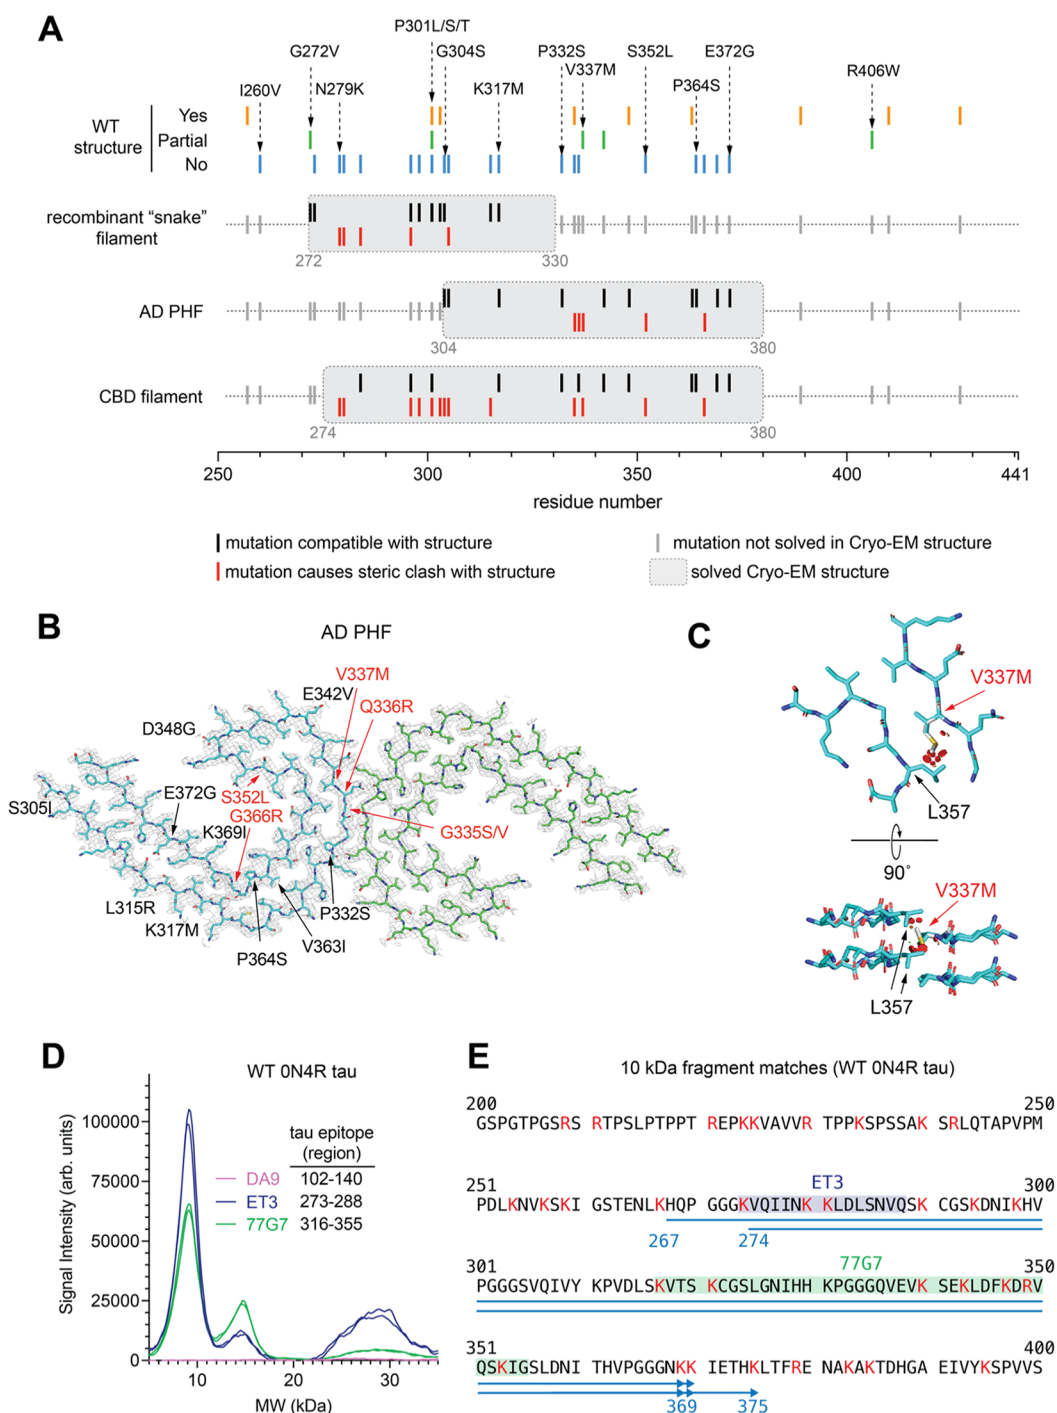 A
P301L/S/T
G272V
G304S
P332S
S352L
E372G
V337M
R406W
I260V
N279K
K317M
P364S
WT structure
Yes
Partial
No
recombinant “snake”
filament
272
330
AD PHF
304
380
CBD filament
274
380
250
300
350
400
441
residue number
mutation compatible with structure
mutation not solved in Cryo-EM structure
mutation causes steric clash with structure
solved Cryo-EM structure
B
AD PHF
V337M
E342V
Q336R
D348G
S305I
E372G
S352L
G366R
K369I
G335S/V
L315R
P332S
K317M
V363I
P364S
C
V337M
L357
90°
V337M
L357
D
WT 0N4R tau
Signal Intensity (arb. units)
100000
75000
50000
25000
0
tau epitope
(region)
DA9 102-140
ET3 273-288
77G7 316-355
10
20
30
MW (kDa)
E
10 kDa fragment matches (WT 0N4R tau)
200 250
GSPGTPGSRS RTPSLPTPPT REPKKVAVVR TPPKSPSSAK SRLQTAPVPM
ET3
251 300
PDLKNVKSKI GSTENLKHQP GGGKVQIINK KLDLSNVQSK CGSKDNIKHV
267 274
77G7
301 350
PGGGSVQIVY KPVDLSKVTS KCGSLGNIHH KPGGGQVEVK SEKLDFKDRV
351 400
QSKIGSLDNI THVPGGGNKK IETHKLTFRE NAKAKTDHGA EIVYKSPVVS
369 375